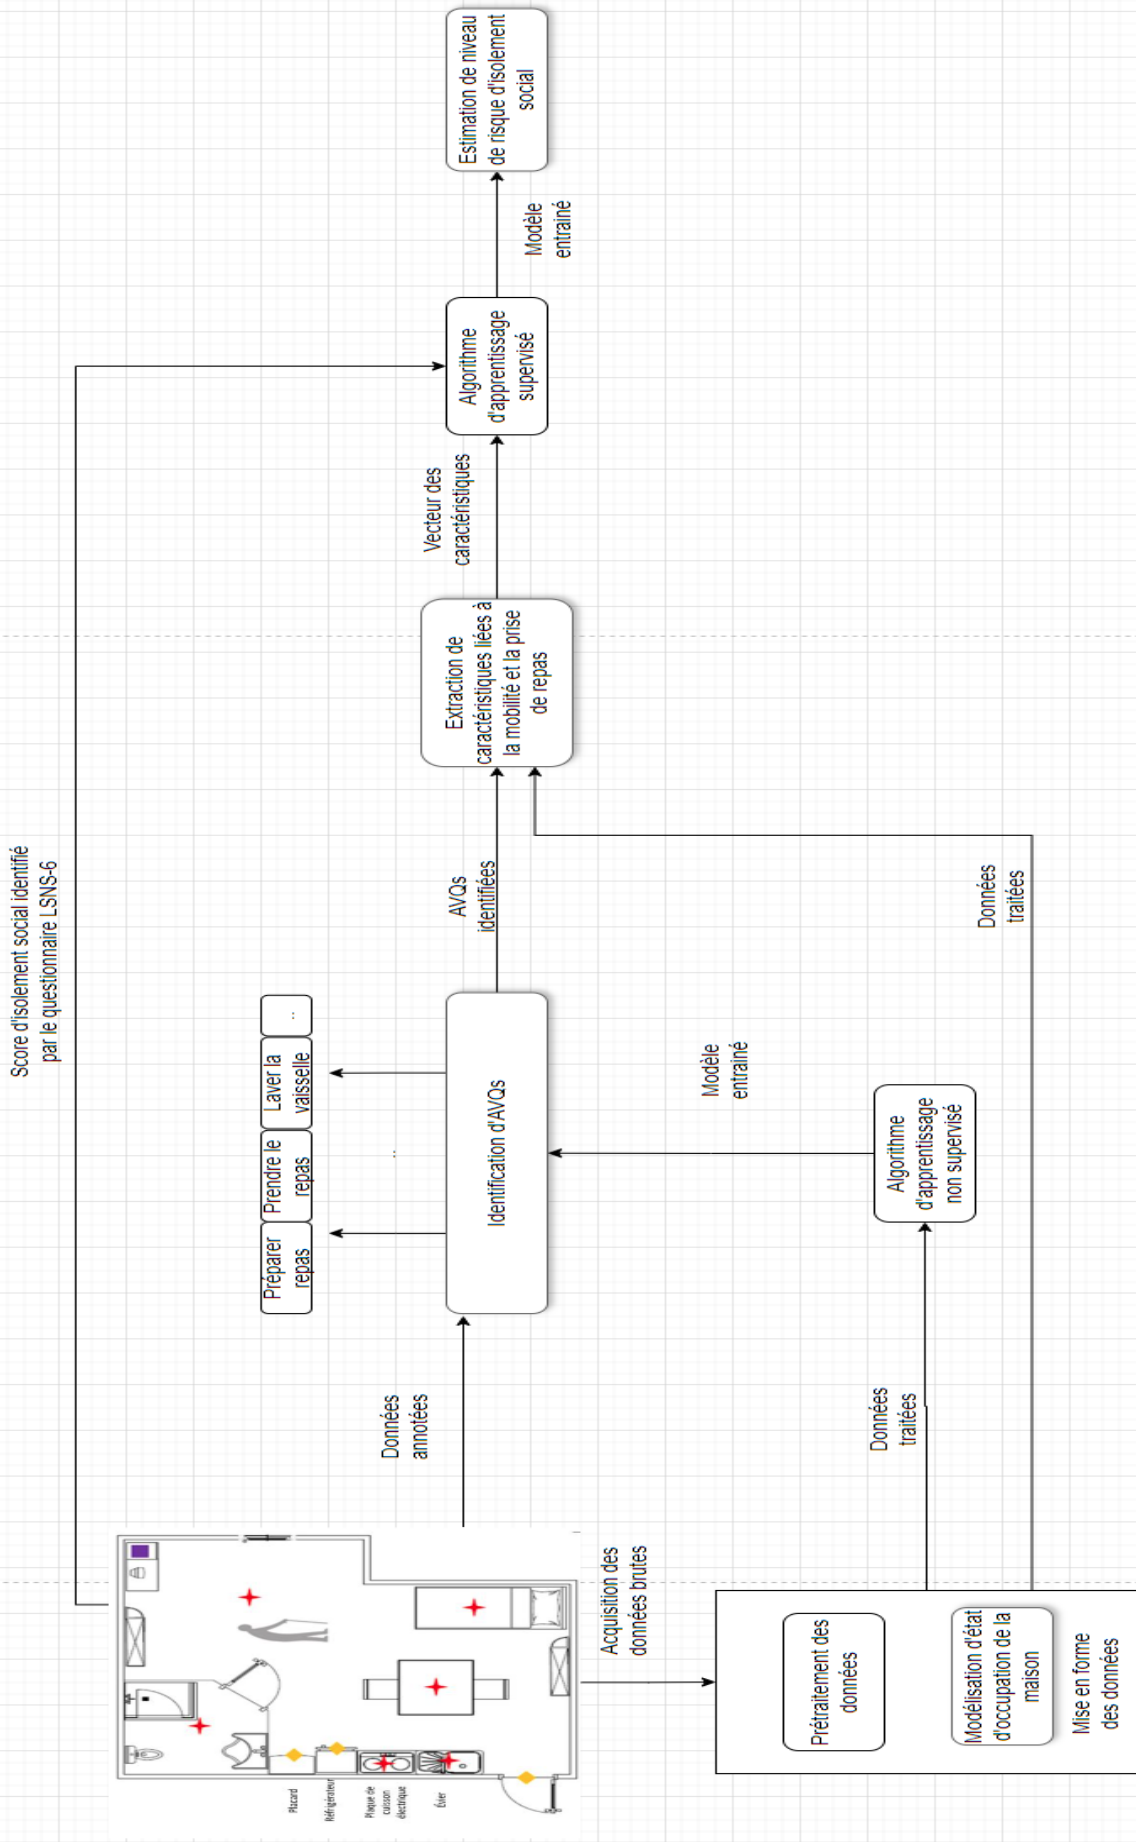 Score d'isolement social identifié
par le questionnaire LSNS-6
Placard
Réfrigérateur
Plaque de
cuisson
électrique
Évier
Données
annotées
Préparer
repas
Prendre le
repas
Laver la
vaisselle
..
..
Identification d'AVQs
AVQs
identifiées
Extraction de
caractéristiques liées à
la mobilité et la prise
de repas
Vecteur des
caractéristiques
Algorithme
d'apprentissage
supervisé
Modèle
entrainé
Estimation de niveau
de risque d'isolement
social
Acquisition des
données brutes
Prétraitement des
données
Modélisation d'état
d'occupation de la
maison
Mise en forme
des données
Données
traitées
Algorithme
d'apprentissage
non supervisé
Modèle
entrainé
Données
traitées